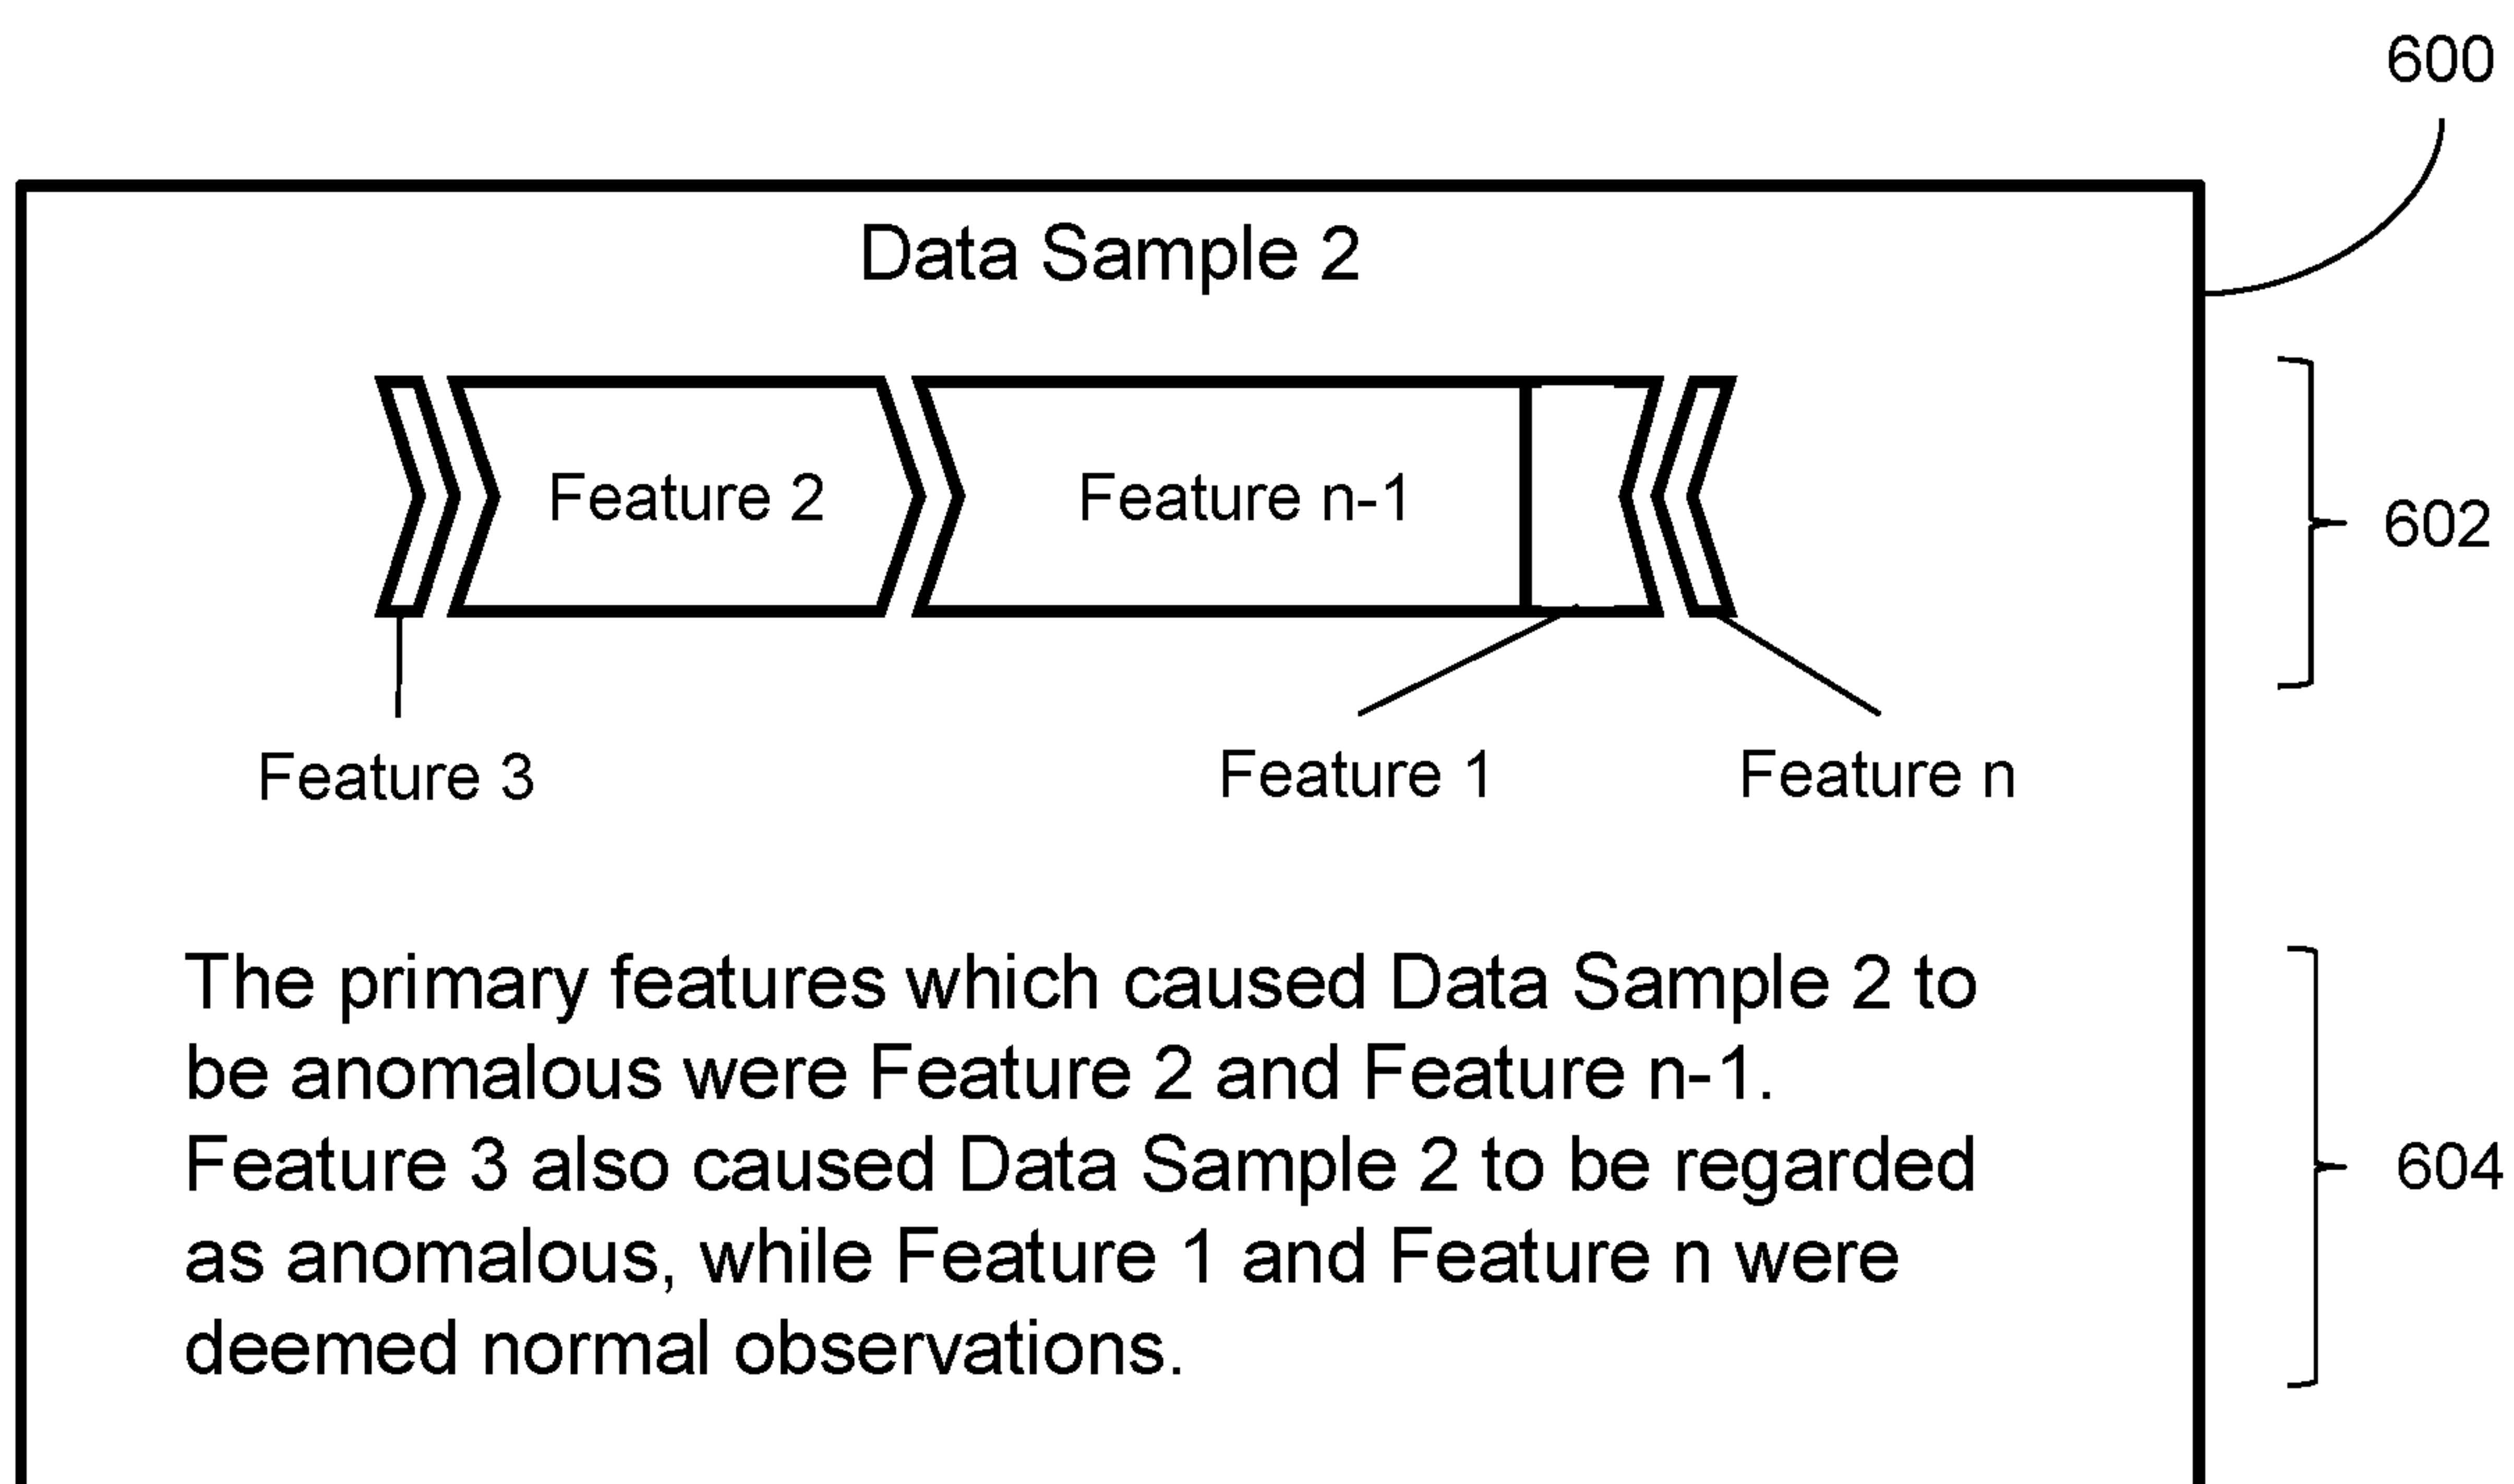 600
Data Sample 2
Feature 2
Feature n-1
602
Feature 3
Feature 1
Feature n
The primary features which caused Data Sample 2 to
be anomalous were Feature 2 and Feature n-1.
Feature 3 also caused Data Sample 2 to be regarded
as anomalous, while Feature 1 and Feature n were
deemed normal observations.
604